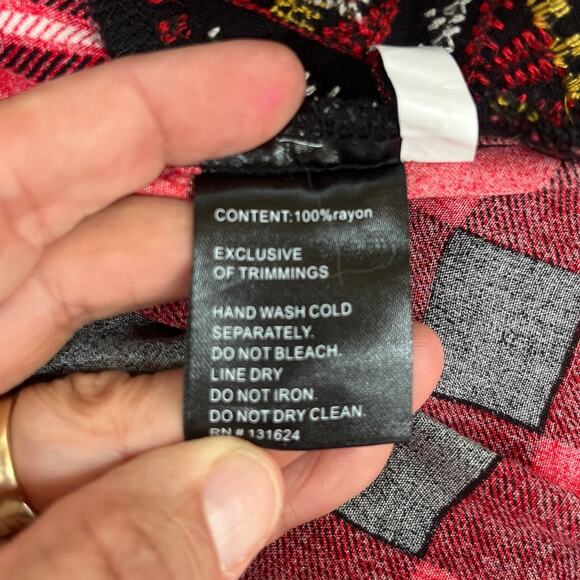 CONTENT:100%rayon
EXCLUSIVE
OF TRIMMINGS
HAND WASH COLD
SEPARATELY.
DO NOT BLEACH.
LINE DRY
DO NOT IRON.
DO NOT DRY CLEAN.
RN # 131624